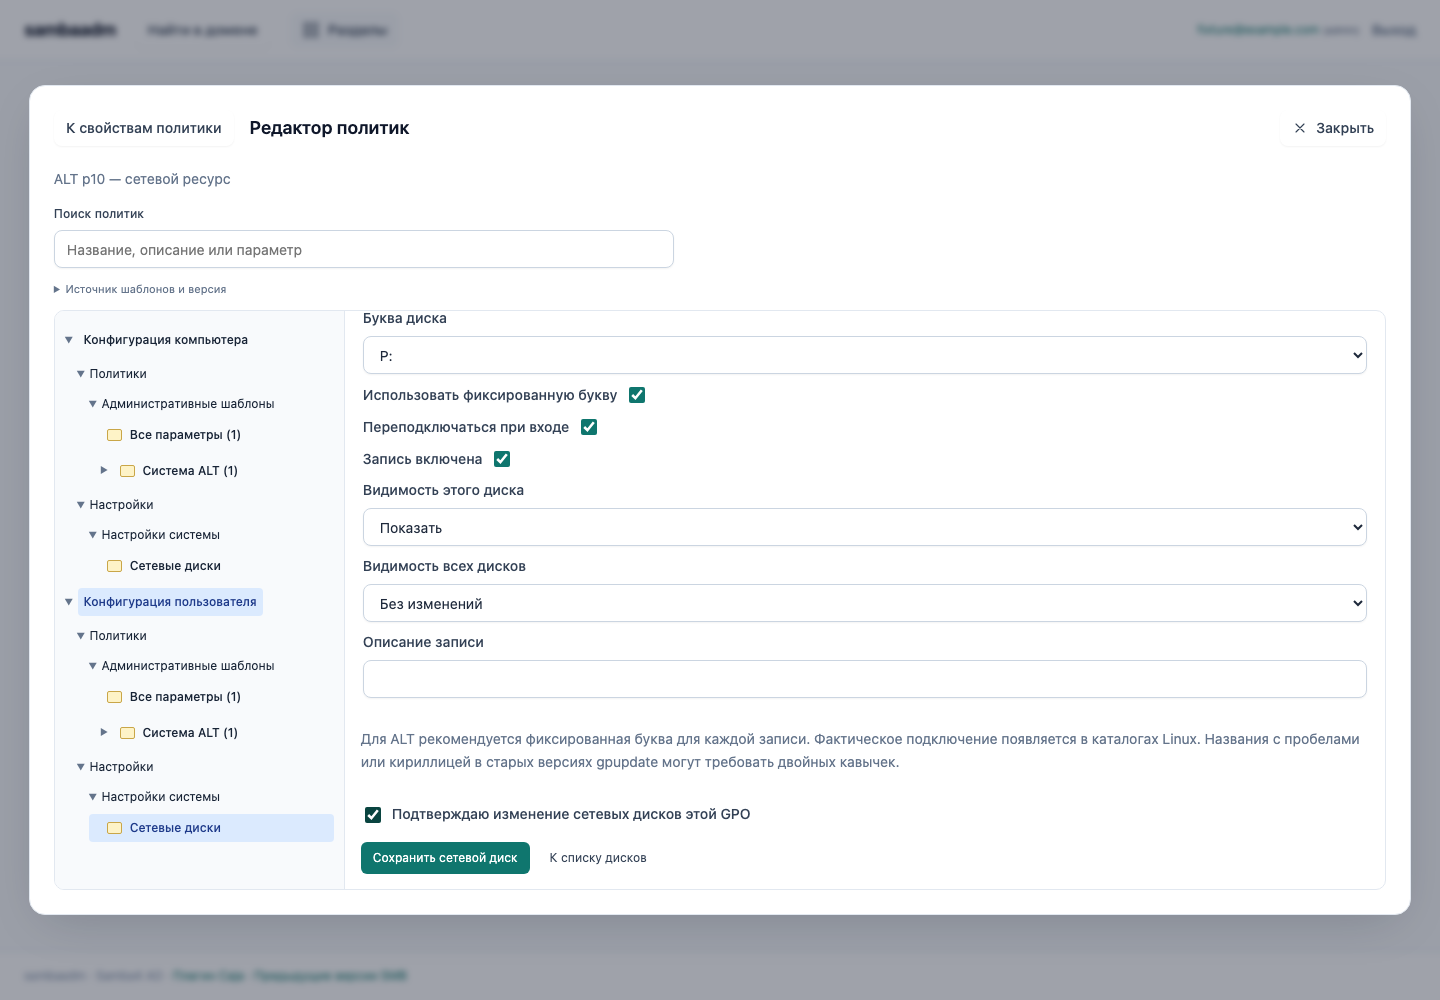 sambaadm
Найти в домене
Разделы
Выход
К свойствам политики
Редактор политик
Закрыть
ALT p10 — сетевой ресурс
Поиск политик
Название, описание или параметр
Источник шаблонов и версия
Конфигурация компьютера
Политики
Административные шаблоны
Все параметры (1)
Система ALT (1)
Настройки
Настройки системы
Сетевые диски
Конфигурация пользователя
Политики
Административные шаблоны
Все параметры (1)
Система ALT (1)
Настройки
Настройки системы
Сетевые диски
Буква диска
P:
Использовать фиксированную букву
Переподключаться при входе
Запись включена
Видимость этого диска
Показать
Видимость всех дисков
Без изменений
Описание записи
Для ALT рекомендуется фиксированная буква для каждой записи. Фактическое подключение появляется в каталогах Linux. Названия с пробелами
или кириллицей в старых версиях gpupdate могут требовать двойных кавычек.
Подтверждаю изменение сетевых дисков этой GPO
Сохранить сетевой диск
К списку дисков